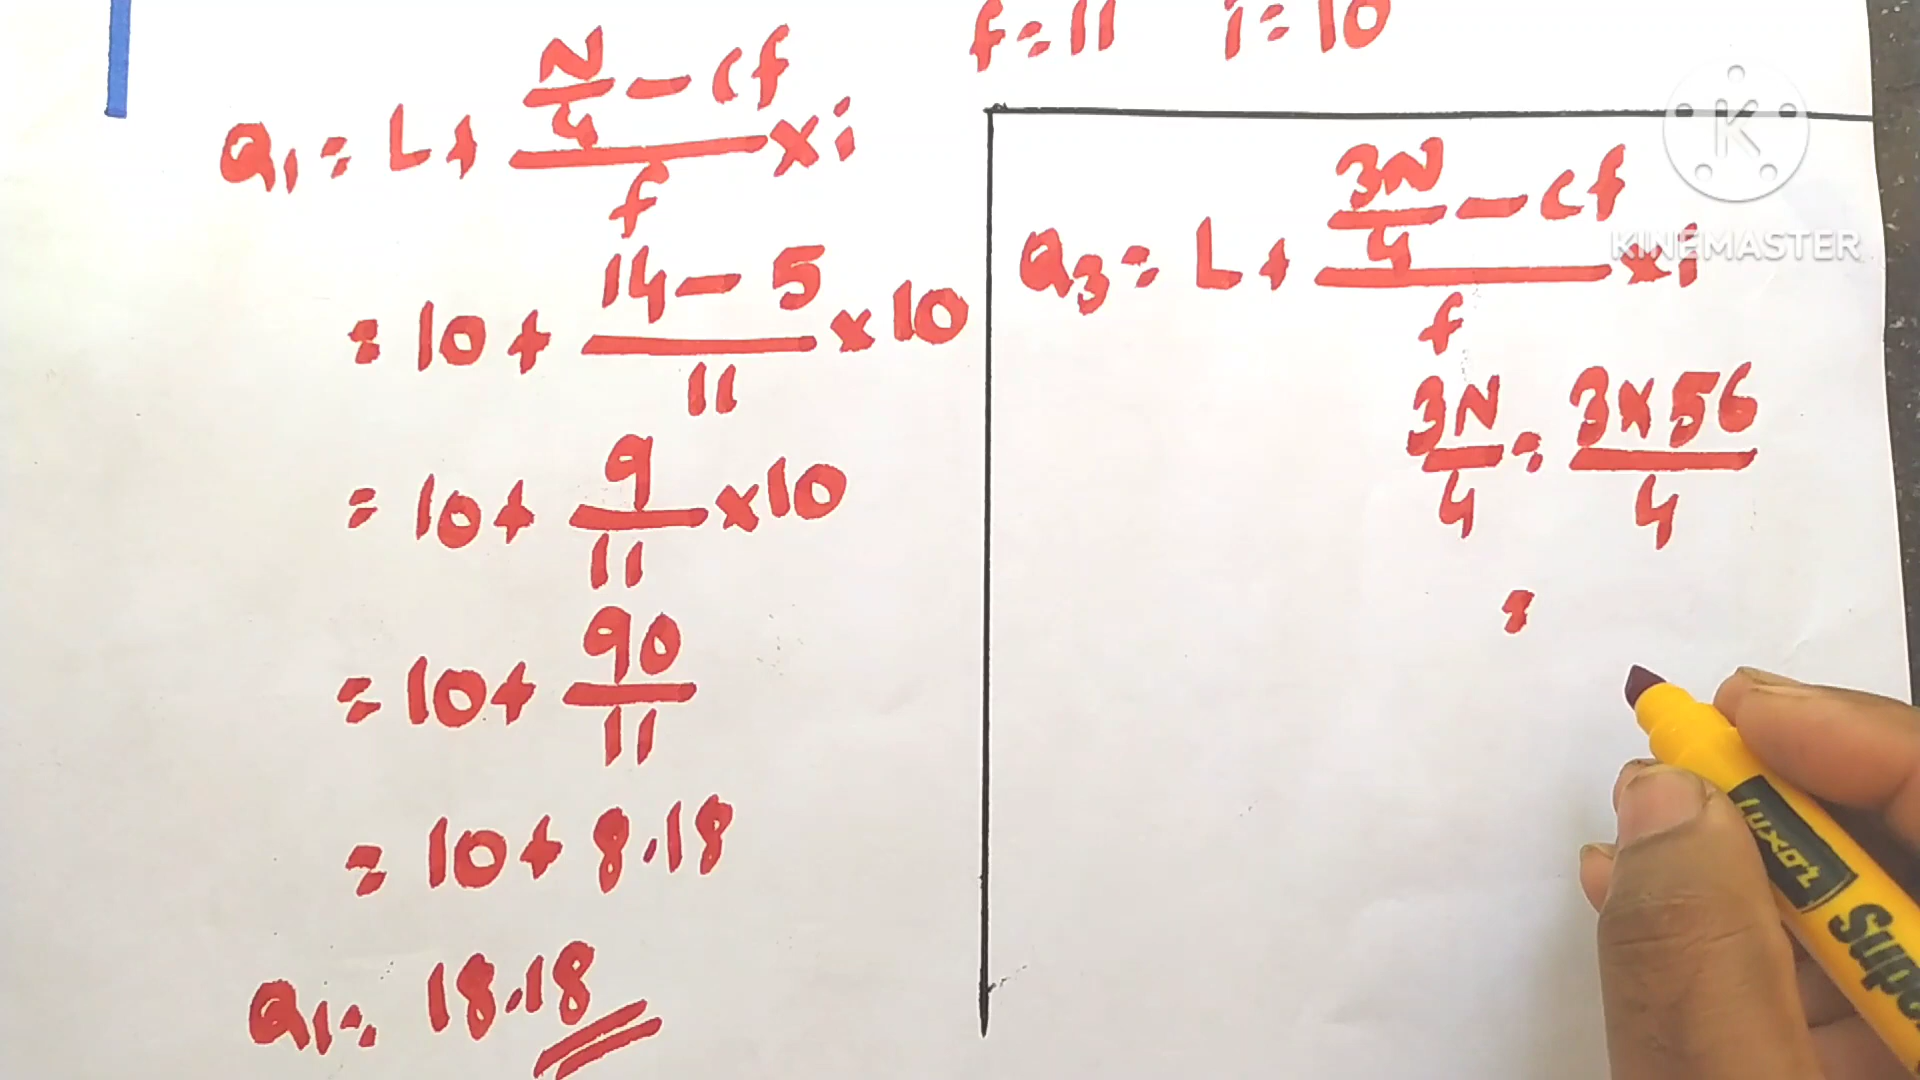 f = 11 i = 10
Q₁ = L + (N/4 - cf)/f × i
= 10 + (14 - 5)/11 × 10
= 10 + 9/11 × 10
= 10 + 90/11
= 10 + 8.18
Q₁ = 18.18
Q₃ = L + (3N/4 - cf)/f × i
3N/4 = (3 × 56)/4
=
K
KINEMASTER
LUXOR
Supe